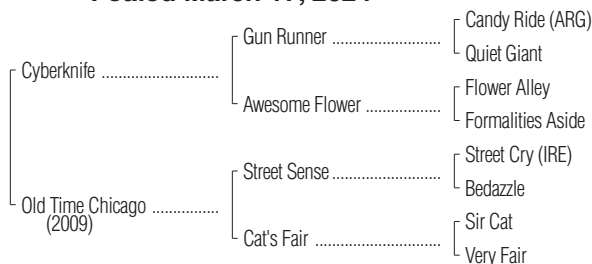 Candy Ride (ARG)
Gun Runner ........................
Quiet Giant
Cyberknife ..........................
Flower Alley
Awesome Flower .................
Formalities Aside
Street Cry (IRE)
Street Sense ........................
Bedazzle
Old Time Chicago ...............
(2009)
Sir Cat
Cat's Fair ............................
Very Fair